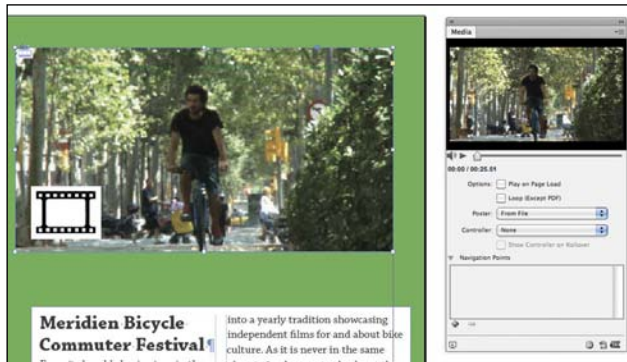 Meridien Bicycle
Commuter Festival¶
into a yearly tradition showcasing
independent films for and about bike
culture. As it is never in the same
Media
00:00 / 00:25.01
Options: Play on Page Load
Loop (Except PDF)
Poster: From File
Controller: None
Show Controller on Rollover
Navigation Points